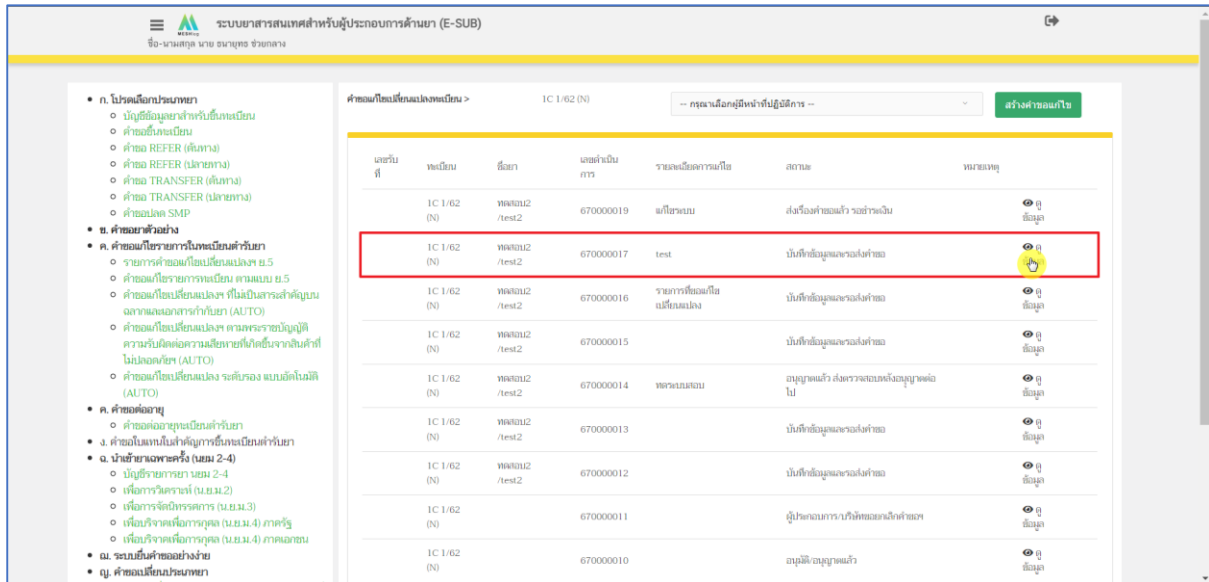 ระบบยาสารสนเทศสำหรับผู้ประกอบการด้านยา (E-SUB)
ชื่อ-นามสกุล นาย ธนายุทธ ช่วยกลาง
ก. โปรดเลือกประเภทยา
บัญชีข้อมูลยาสำหรับขึ้นทะเบียน
คำขอขึ้นทะเบียน
คำขอ REFER (ต้นทาง)
คำขอ REFER (ปลายทาง)
คำขอ TRANSFER (ต้นทาง)
คำขอ TRANSFER (ปลายทาง)
คำขอปลด SMP
ข. คำขอยาตัวอย่าง
ค. คำขอแก้ไขรายการในทะเบียนตำรับยา
รายการคำขอแก้ไขเปลี่ยนแปลงฯ ย.5
คำขอแก้ไขรายการทะเบียน ตามแบบ ย.5
คำขอแก้ไขเปลี่ยนแปลงฯ ที่ไม่เป็นสาระสำคัญบน
ฉลากและเอกสารกำกับยา (AUTO)
คำขอแก้ไขเปลี่ยนแปลงฯ ตามพระราชบัญญัติ
ความรับผิดต่อความเสียหายที่เกิดขึ้นจากสินค้าที่
ไม่ปลอดภัยฯ (AUTO)
คำขอแก้ไขเปลี่ยนแปลง ระดับรอง แบบอัตโนมัติ
(AUTO)
ค. คำขอต่ออายุ
คำขอต่ออายุทะเบียนตำรับยา
ง. คำขอใบแทนใบสำคัญการขึ้นทะเบียนตำรับยา
ฉ. นำเข้ายาเฉพาะครั้ง (นยม 2-4)
บัญชีรายการยา นยม 2-4
เพื่อการวิเคราะห์ (น.ย.ม.2)
เพื่อการจัดนิทรรศการ (น.ย.ม.3)
เพื่อบริจาคเพื่อการกุศล (น.ย.ม.4) ภาครัฐ
เพื่อบริจาคเพื่อการกุศล (น.ย.ม.4) ภาคเอกชน
ฌ. ระบบยื่นคำขออย่างง่าย
ญ. คำขอเปลี่ยนประเภทยา
คำขอแก้ไขเปลี่ยนแปลงทะเบียน > 1C 1/62 (N) -- กรุณาเลือกผู้มีหน้าที่ปฏิบัติการ -- สร้างคำขอแก้ไข
เลขรับที่ ทะเบียน ชื่อยา เลขดำเนินการ รายละเอียดการแก้ไข สถานะ หมายเหตุ
1C 1/62 (N) ทดสอบ2 /test2 670000019 แก้ไขระบบ ส่งเรื่องคำขอแล้ว รอชำระเงิน ดูข้อมูล
1C 1/62 (N) ทดสอบ2 /test2 670000017 test บันทึกข้อมูลและรอส่งคำขอ ดู
1C 1/62 (N) ทดสอบ2 /test2 670000016 รายการที่ขอแก้ไขเปลี่ยนแปลง บันทึกข้อมูลและรอส่งคำขอ ดูข้อมูล
1C 1/62 (N) ทดสอบ2 /test2 670000015 บันทึกข้อมูลและรอส่งคำขอ ดูข้อมูล
1C 1/62 (N) ทดสอบ2 /test2 670000014 ทดระบบสอบ อนุญาตแล้ว ส่งตรวจสอบหลังอนุญาตต่อไป ดูข้อมูล
1C 1/62 (N) ทดสอบ2 /test2 670000013 บันทึกข้อมูลและรอส่งคำขอ ดูข้อมูล
1C 1/62 (N) ทดสอบ2 /test2 670000012 บันทึกข้อมูลและรอส่งคำขอ ดูข้อมูล
1C 1/62 (N) 670000011 ผู้ประกอบการ/บริษัทขอยกเลิกคำขอฯ ดูข้อมูล
1C 1/62 (N) 670000010 อนุมัติ/อนุญาตแล้ว ดูข้อมูล